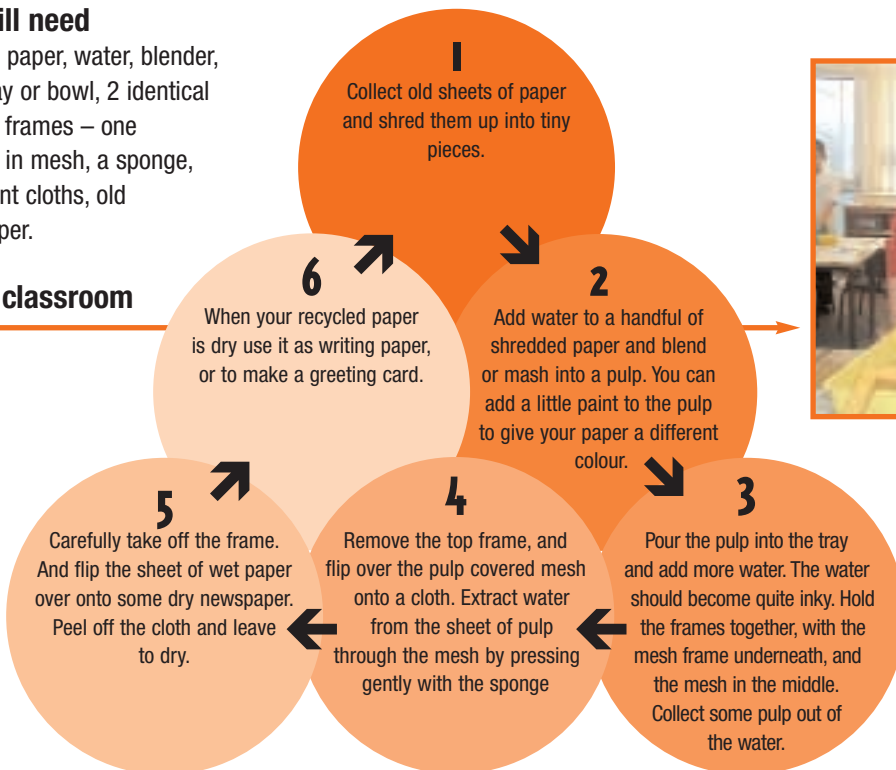 ill need
paper, water, blender,
ay or bowl, 2 identical
frames – one
in mesh, a sponge,
nt cloths, old
per.
classroom
1
Collect old sheets of paper
and shred them up into tiny
pieces.
2
Add water to a handful of
shredded paper and blend
or mash into a pulp. You can
add a little paint to the pulp
to give your paper a different
colour.
3
Pour the pulp into the tray
and add more water. The water
should become quite inky. Hold
the frames together, with the
mesh frame underneath, and
the mesh in the middle.
Collect some pulp out of
the water.
4
Remove the top frame, and
flip over the pulp covered mesh
onto a cloth. Extract water
from the sheet of pulp
through the mesh by pressing
gently with the sponge
5
Carefully take off the frame.
And flip the sheet of wet paper
over onto some dry newspaper.
Peel off the cloth and leave
to dry.
6
When your recycled paper
is dry use it as writing paper,
or to make a greeting card.